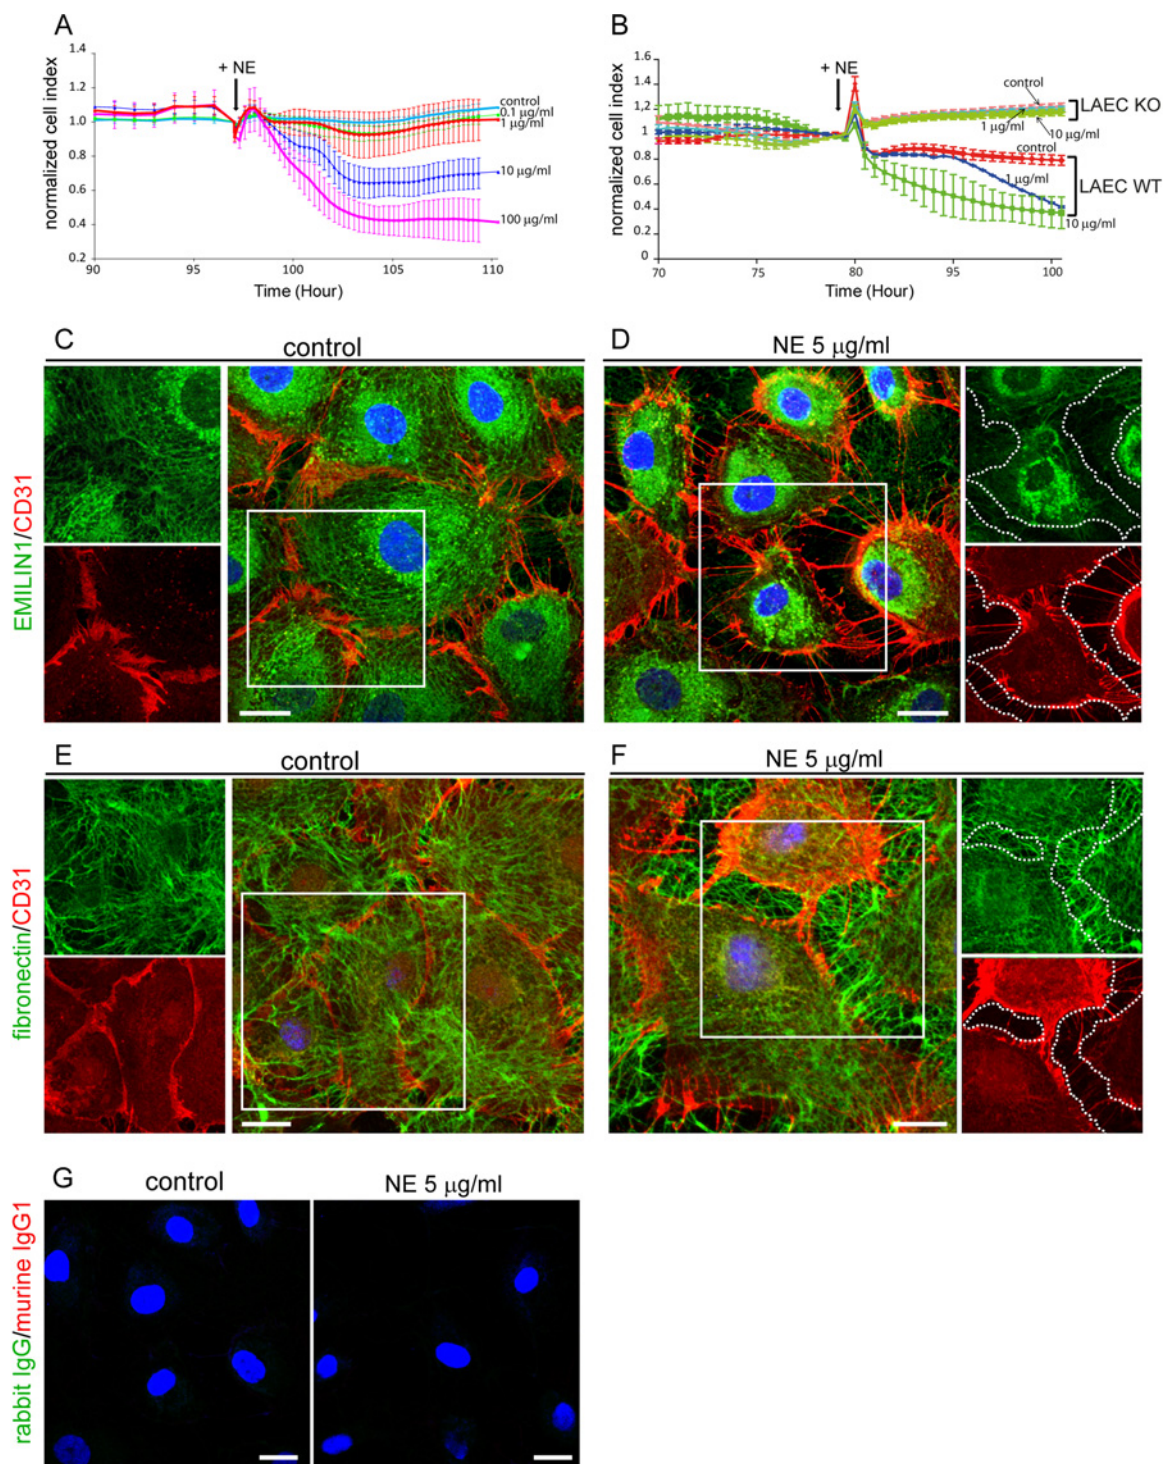 A
+ NE
normalized cell index
1.4
1.2
1.0
0.8
0.6
0.4
0.2
control
0.1 µg/ml
1 µg/ml
10 µg/ml
100 µg/ml
90
95
100
105
110
Time (Hour)
B
+ NE
normalized cell index
1.6
1.4
1.2
1
0.8
0.6
0.4
0.2
0
control
1 µg/ml
10 µg/ml
LAEC KO
control
1 µg/ml
10 µg/ml
LAEC WT
70
75
80
95
100
Time (Hour)
C
control
D
NE 5 µg/ml
EMILIN1/CD31
E
control
F
NE 5 µg/ml
fibronectin/CD31
G
control
NE 5 µg/ml
rabbit IgG/murine IgG1